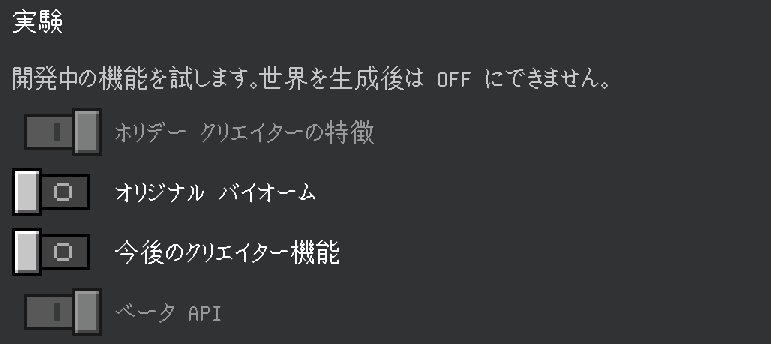 実験
開発中の機能を試します。世界を生成後は OFF にできません。
ホリデー クリエイターの特徴
オリジナル バイオーム
今後のクリエイター機能
ベータ API